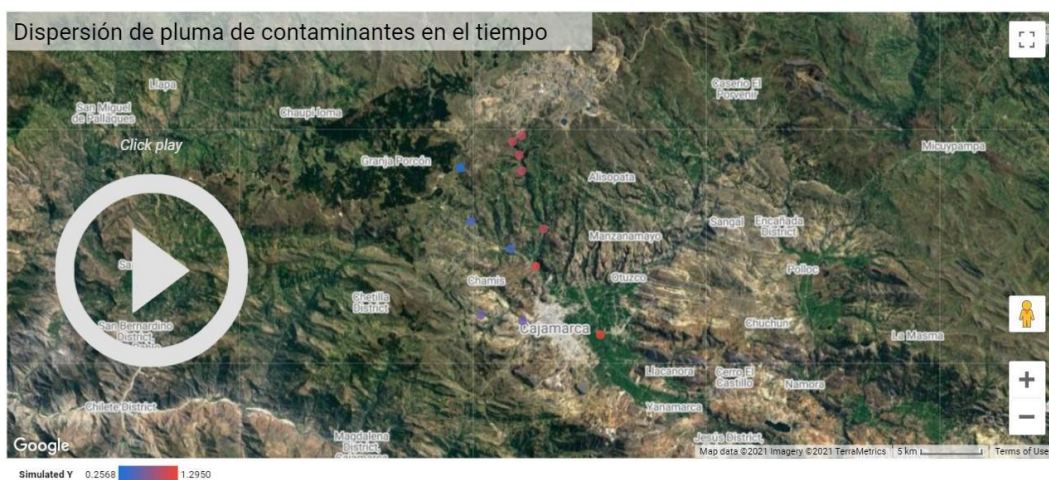 Dispersión de pluma de contaminantes en el tiempo
Llapa
Caserio El
Porvenir
San Miguel
de Pallaques
Chaupi-loma
Click play
Granja Porcón
Micuypampa
Alisopata
Sangal
Encañada
District
Manzanamayo
Polloc
Chamis
Otuzco
Chetilla
District
San Bernardino
District,
Cajamarca
Chuchun
La Masma
Llacanora
Cerro El
Castillo
Namora
Chilete District
Yanamarca
Magdalena
District,
Jesús District,
Google
Map data ©2021 Imagery ©2021 TerraMetrics
5 km
Terms of Use
Simulated Y 0.2568 1.2950